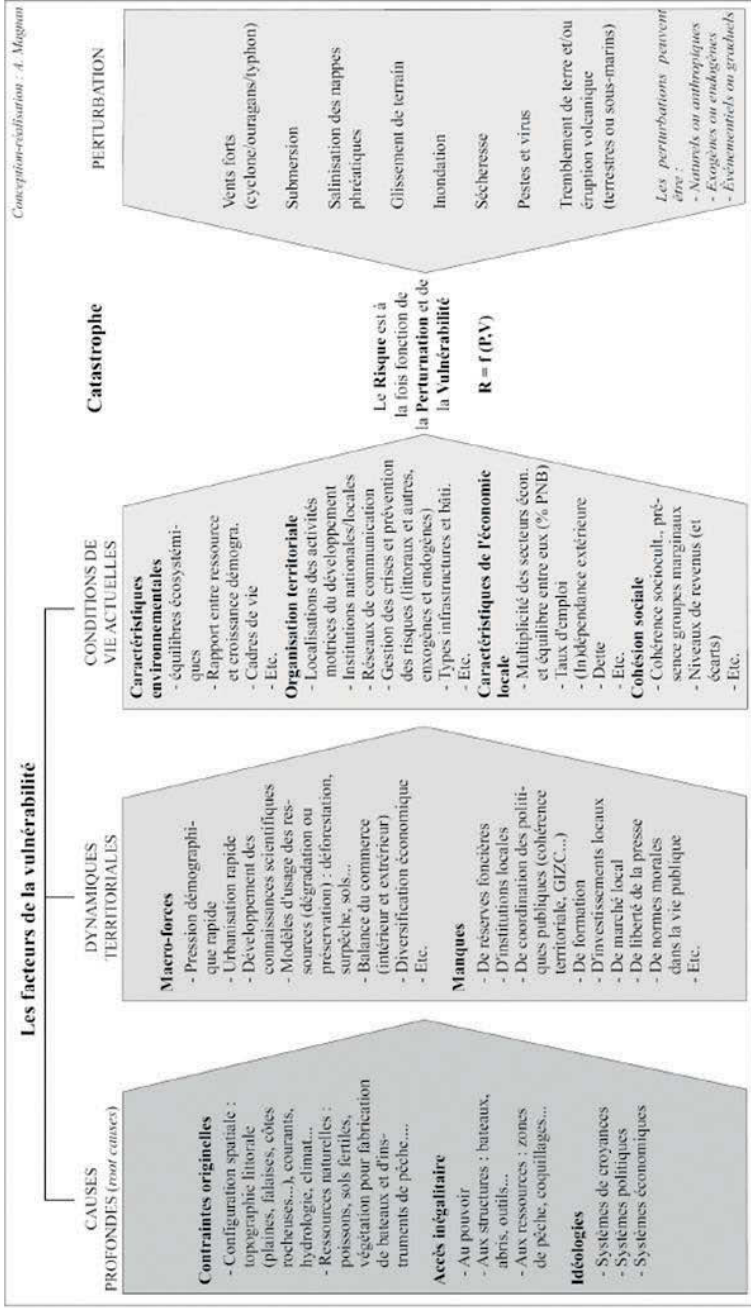 Conception-réalisation : A. Magnan
Les facteurs de la vulnérabilité
CAUSES
PROFONDES (root causes)
Contraintes originelles
- Configuration spatiale :
topographie littorale
(plaines, falaises, côtes
rocheuses...), courants,
hydrologie, climat...
- Ressources naturelles :
poissons, sols fertiles,
végétation pour fabrication
de bateaux et d'ins-
truments de pêche....
Accès inégalitaire
- Au pouvoir
- Aux structures : bateaux,
abris, outils...
- Aux ressources : zones
de pêche, coquillages....
Idéologies
- Systèmes de croyances
- Systèmes politiques
- Systèmes économiques
DYNAMIQUES
TERRITORIALES
Macro-forces
- Pression démographi-
que rapide
- Urbanisation rapide
- Développement des
connaissances scientifiques
- Modèles d'usage des res-
sources (dégradation ou
préservation) : déforestation,
surpêche, sols...
- Balance du commerce
(intérieur et extérieur)
- Diversification économique
- Etc.
Manques
- De réserves foncières
- D'institutions locales
- De coordination des politi-
ques publiques (cohérence
territoriale, GIZC...)
- De formation
- D'investissements locaux
- De marché local
- De liberté de la presse
- De normes morales
dans la vie publique
- Etc.
CONDITIONS DE
VIE ACTUELLES
Caractéristiques
environnementales
- équilibres écosystémi-
ques
- Rapport entre ressource
et croissance démogra.
- Cadres de vie
- Etc.
Organisation territoriale
- Localisations des activités
motrices du développement
- Institutions nationales/locales
- Réseaux de communication
- Gestion des crises et prévention
des risques (littoraux et autres,
enxogènes et endogènes)
- Types infrastructures et bâti.
- Etc.
Caractéristiques de l'économie
locale
- Multiplicité des secteurs écon.
et équilibre entre eux (% PNB)
- Taux d'emploi
- (In)dépendance extérieure
- Dette
- Etc.
Cohésion sociale
- Cohérence sociocult., pré-
sence groupes marginaux
- Niveaux de revenus (et
écarts)
- Etc.
Catastrophe
Le Risque est à
la fois fonction de
la Perturnation et de
la Vulnérabilité
R = f (P,V)
PERTURBATION
Vents forts
(cyclone/ouragans/typhon)
Submersion
Salinisation des nappes
phréatiques
Glissement de terrain
Inondation
Sécheresse
Pestes et virus
Tremblement de terre et/ou
éruption volcanique
(terrestres ou sous-marins)
Les perturbations peuvent
être :
- Naturels ou anthropiques
- Exogènes ou endogènes
- Événementiels ou graduels